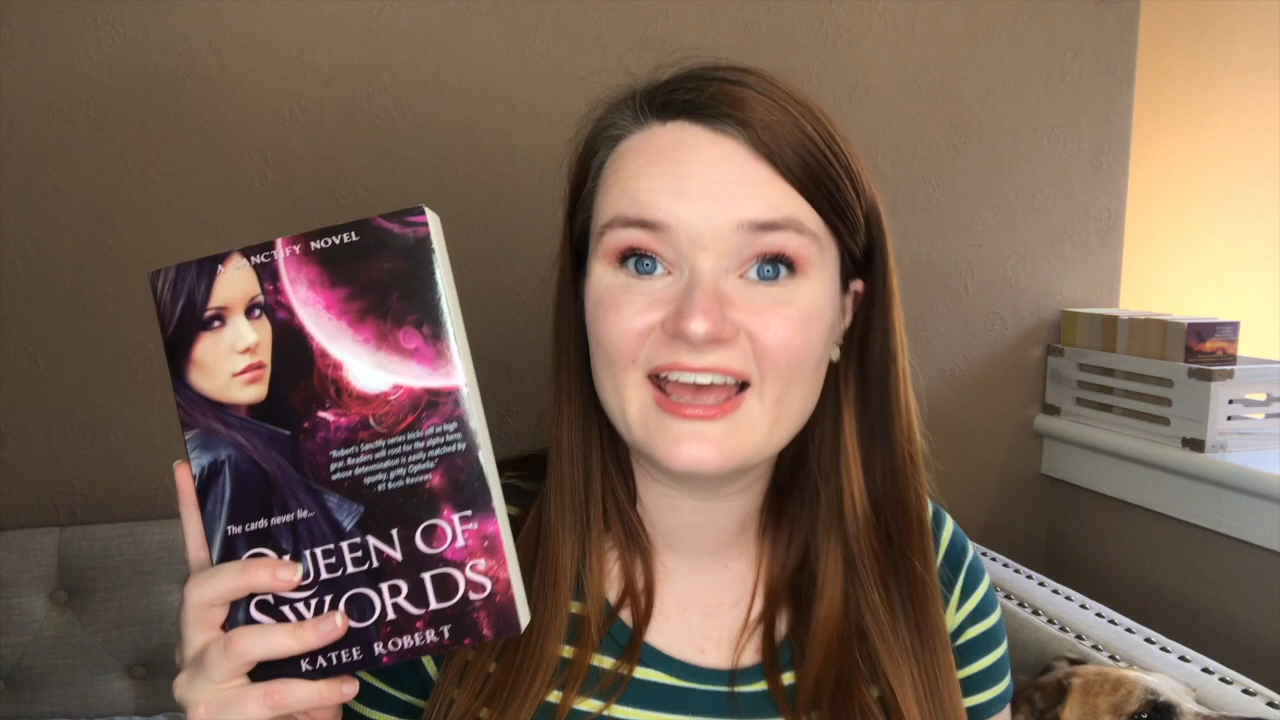 A SANCTIFY NOVEL
"Robert's Sanctify series kicks off in high
gear. Readers will root for the alpha hero,
whose determination is easily matched by
spunky, gritty Ophelia."
- RT Book Reviews
The cards never lie...
QUEEN OF
SWORDS
KATEE ROBERT